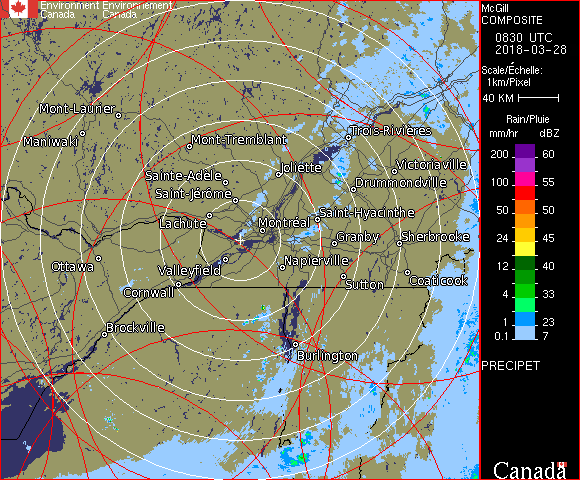 Environment Environnement
Canada Canada
McGill
COMPOSITE
0830 UTC
2018-03-28
Scale/Échelle:
1km/Pixel
40 KM
Rain/Pluie
mm/hr dBZ
200 60
100 55
50 50
24 45
12 40
4 33
1 23
0.1 7
PRECIPET
Canada
Mont-Laurier
Maniwaki
Mont-Tremblant
Trois-Rivières
Joliette
Victoriaville
Sainte-Adèle
Drummondville
Saint-Jérôme
Saint-Hyacinthe
Lachute
Montréal
Granby
Sherbrooke
Ottawa
Valleyfield
Napierville
Cornwall
Sutton
Coaticook
Brockville
Burlington